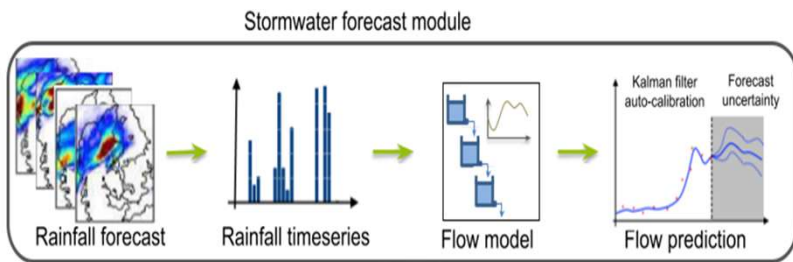 Stormwater forecast module
Kalman filter
auto-calibration
Forecast
uncertainty
Rainfall forecast
Rainfall timeseries
Flow model
Flow prediction